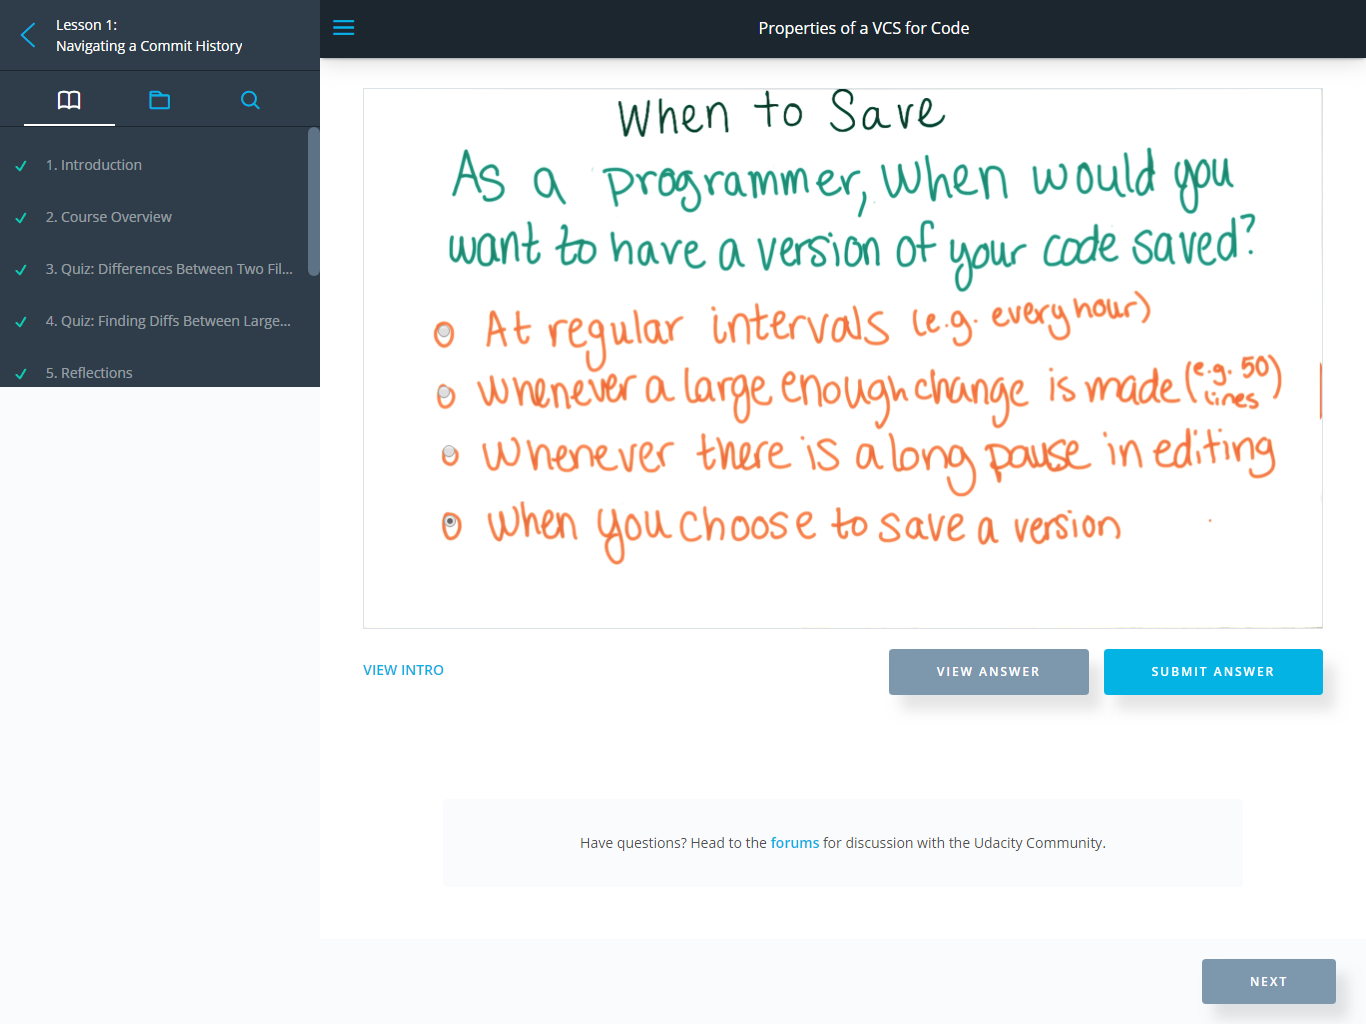 Lesson 1:
Navigating a Commit History
1. Introduction
2. Course Overview
3. Quiz: Differences Between Two Fil...
4. Quiz: Finding Diffs Between Large...
5. Reflections
Properties of a VCS for Code
When to Save
As a programmer, when would you
want to have a version of your code saved?
At regular intervals (e.g. every hour)
Whenever a large enough change is made (e.g. 50 lines)
Whenever there is a long pause in editing
When you choose to save a version
VIEW INTRO
VIEW ANSWER
SUBMIT ANSWER
Have questions? Head to the forums for discussion with the Udacity Community.
NEXT